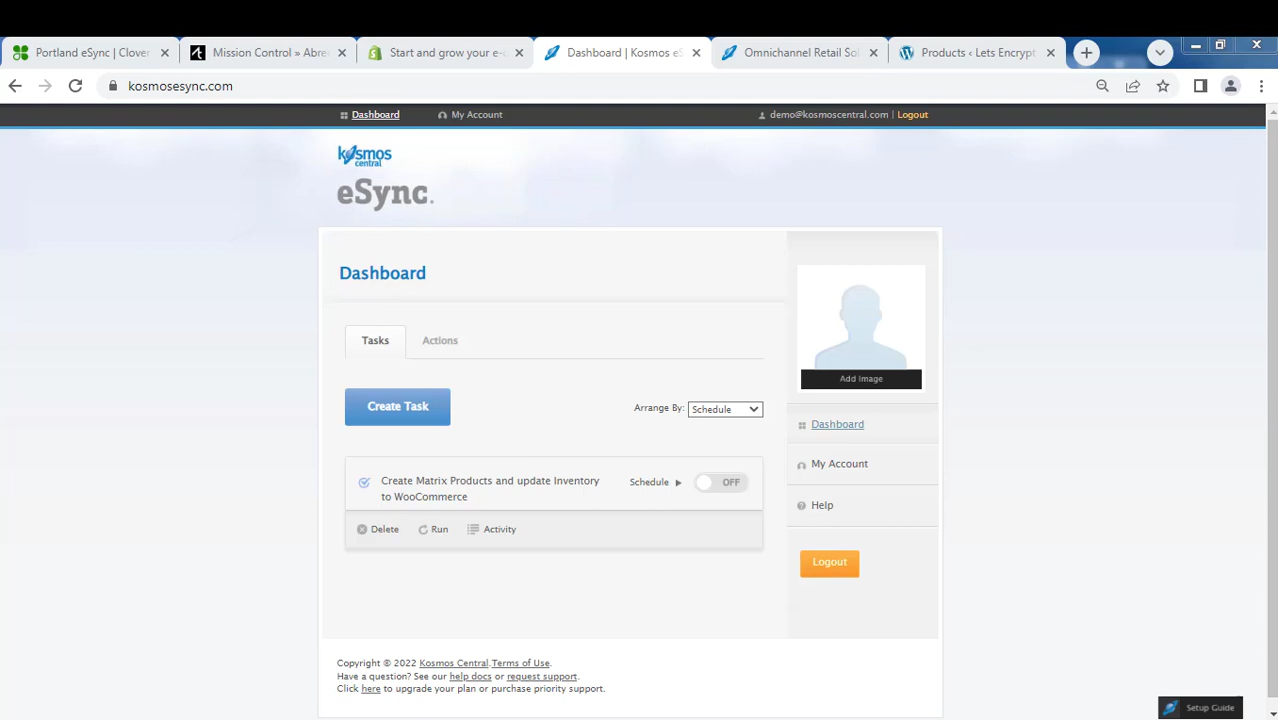 Portland eSync | Clover
Mission Control » Abre
Start and grow your e-c
Dashboard | Kosmos eS
Omnichannel Retail Sol
Products ‹ Lets Encrypt
kosmosesync.com
Dashboard
My Account
demo@kosmoscentral.com | Logout
kosmos
central
eSync.
Dashboard
Tasks
Actions
Create Task
Arrange By: Schedule
Create Matrix Products and update Inventory
to WooCommerce
Schedule
OFF
Delete
Run
Activity
Add Image
Dashboard
My Account
Help
Logout
Copyright © 2022 Kosmos Central. Terms of Use.
Have a question? See our help docs or request support.
Click here to upgrade your plan or purchase priority support.
Setup Guide